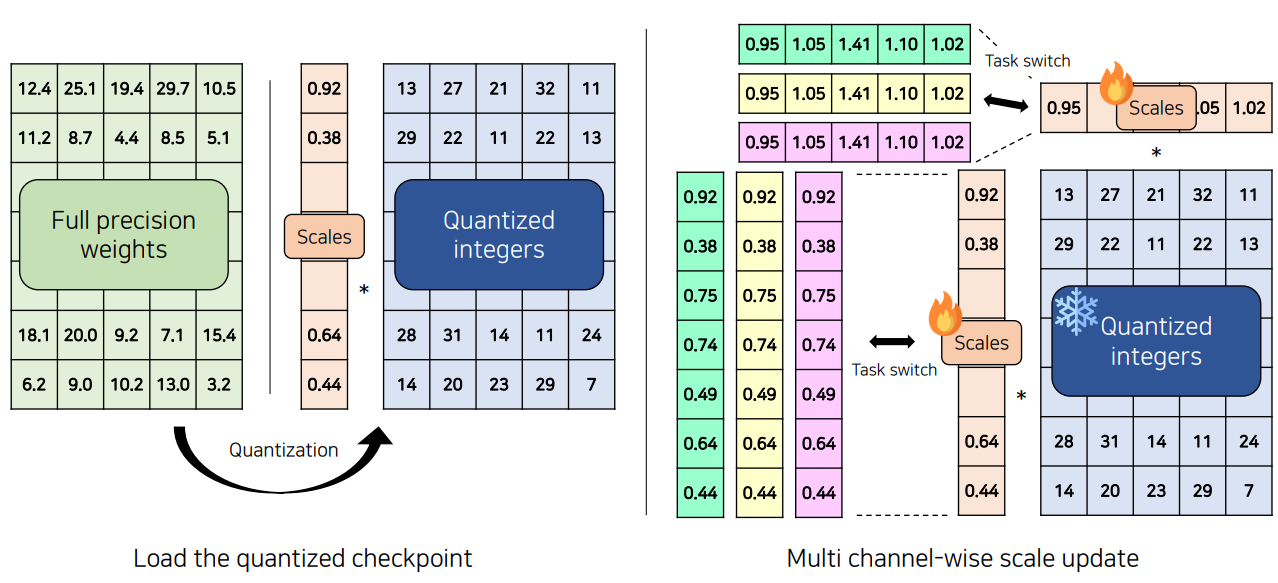 12.4 25.1 19.4 29.7 10.5
11.2 8.7 4.4 8.5 5.1
Full precision
weights
18.1 20.0 9.2 7.1 15.4
6.2 9.0 10.2 13.0 3.2
0.92
0.38
Scales
0.64
0.44
*
13 27 21 32 11
29 22 11 22 13
Quantized
integers
28 31 14 11 24
14 20 23 29 7
Quantization
Load the quantized checkpoint
0.95 1.05 1.41 1.10 1.02
0.95 1.05 1.41 1.10 1.02
0.95 1.05 1.41 1.10 1.02
Task switch
0.95 Scales .05 1.02
*
0.92 0.92 0.92
0.38 0.38 0.38
0.75 0.75 0.75
0.74 0.74 0.74
0.49 0.49 0.49
0.64 0.64 0.64
0.44 0.44 0.44
Task switch
0.92
0.38
Scales
0.64
0.44
*
13 27 21 32 11
29 22 11 22 13
Quantized
integers
28 31 14 11 24
14 20 23 29 7
Multi channel-wise scale update